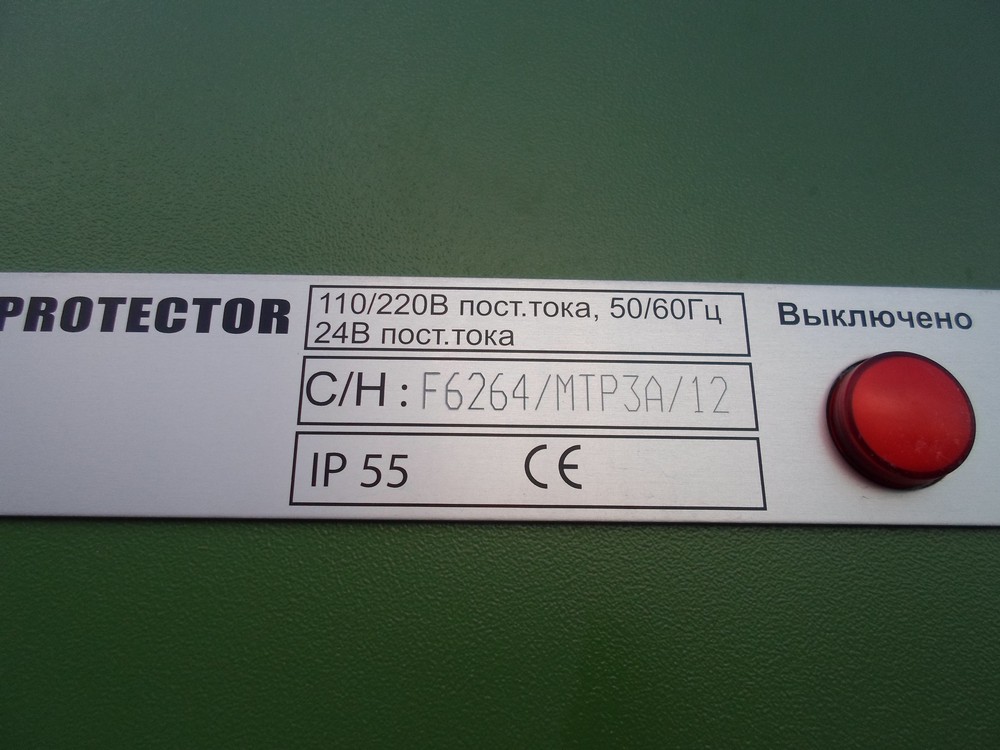 PROTECTOR
110/220В пост.тока, 50/60Гц
24В пост.тока
С/Н : F6264/MTP3A/12
IP 55
CE
Выключено